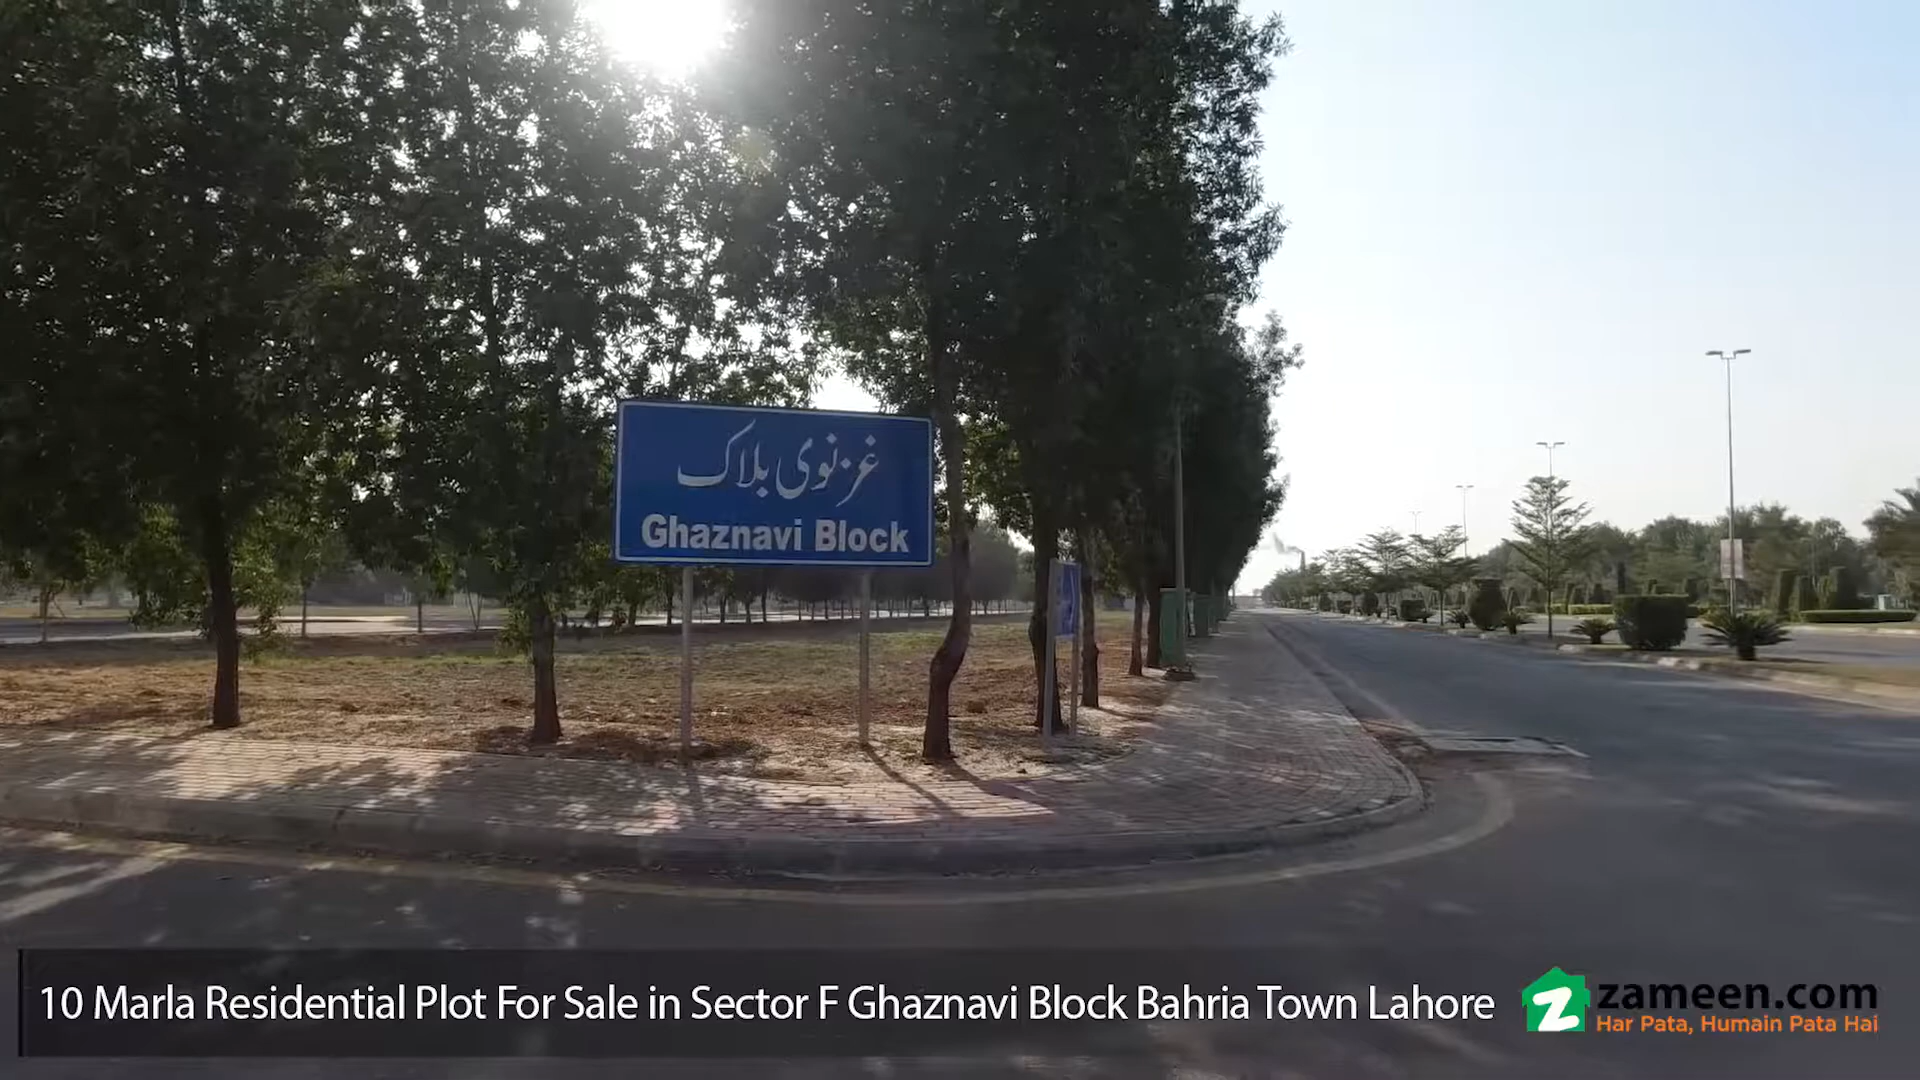 غزنوی بلاک
Ghaznavi Block
10 Marla Residential Plot For Sale in Sector F Ghaznavi Block Bahria Town Lahore
zameen.com
Har Pata, Humain Pata Hai